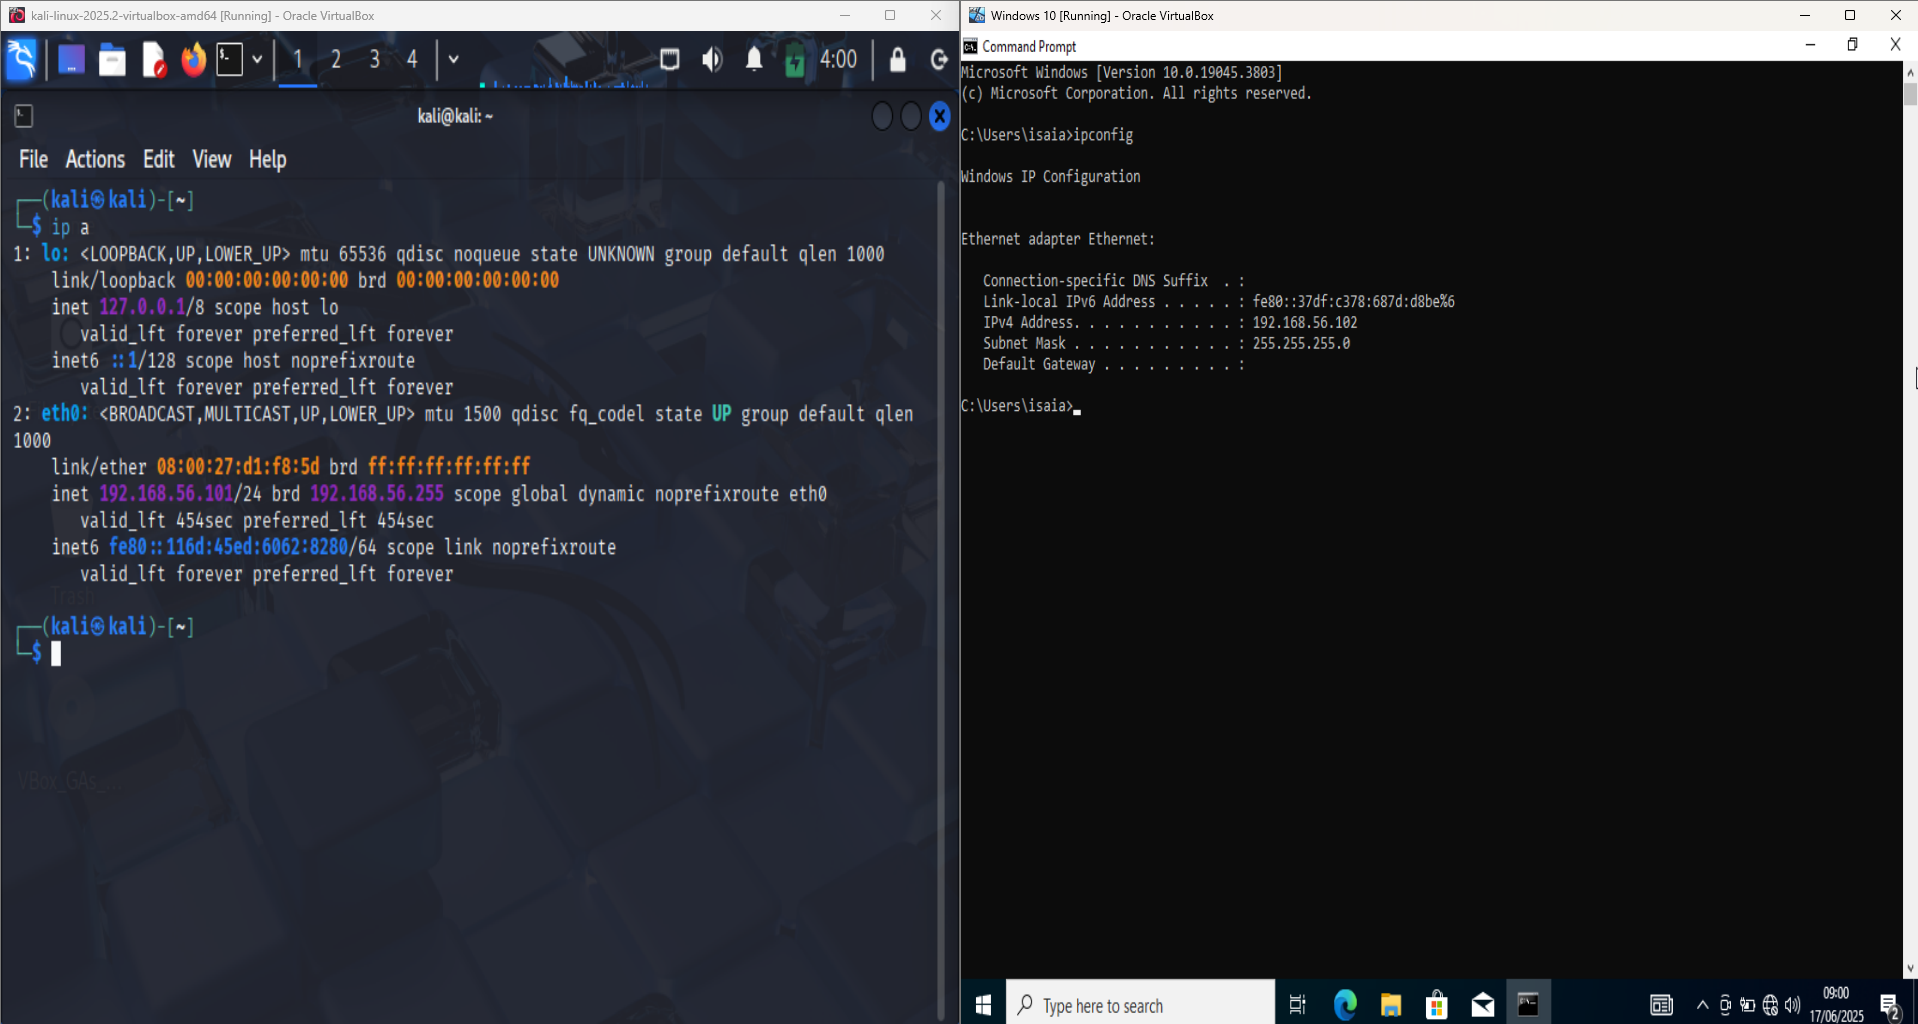 kali-linux-2025.2-virtualbox-amd64 [Running] - Oracle VirtualBox
1 2 3 4
4:00
kali@kali: ~
File Actions Edit View Help
┌──(kali㉿kali)-[~]
└─$ ip a
1: lo: <LOOPBACK,UP,LOWER_UP> mtu 65536 qdisc noqueue state UNKNOWN group default qlen 1000
link/loopback 00:00:00:00:00:00 brd 00:00:00:00:00:00
inet 127.0.0.1/8 scope host lo
valid_lft forever preferred_lft forever
inet6 ::1/128 scope host noprefixroute
valid_lft forever preferred_lft forever
2: eth0: <BROADCAST,MULTICAST,UP,LOWER_UP> mtu 1500 qdisc fq_codel state UP group default qlen
1000
link/ether 08:00:27:d1:f8:5d brd ff:ff:ff:ff:ff:ff
inet 192.168.56.101/24 brd 192.168.56.255 scope global dynamic noprefixroute eth0
valid_lft 454sec preferred_lft 454sec
inet6 fe80::116d:45ed:6062:8280/64 scope link noprefixroute
valid_lft forever preferred_lft forever
Trash
┌──(kali㉿kali)-[~]
└─$
VBox_GAs_...
Windows 10 [Running] - Oracle VirtualBox
Command Prompt
Microsoft Windows [Version 10.0.19045.3803]
(c) Microsoft Corporation. All rights reserved.
C:\Users\isaia>ipconfig
Windows IP Configuration
Ethernet adapter Ethernet:
Connection-specific DNS Suffix . :
Link-local IPv6 Address . . . . . : fe80::37df:c378:687d:d8be%6
IPv4 Address. . . . . . . . . . . : 192.168.56.102
Subnet Mask . . . . . . . . . . . : 255.255.255.0
Default Gateway . . . . . . . . . :
C:\Users\isaia>
Type here to search
09:00
17/06/2025
2